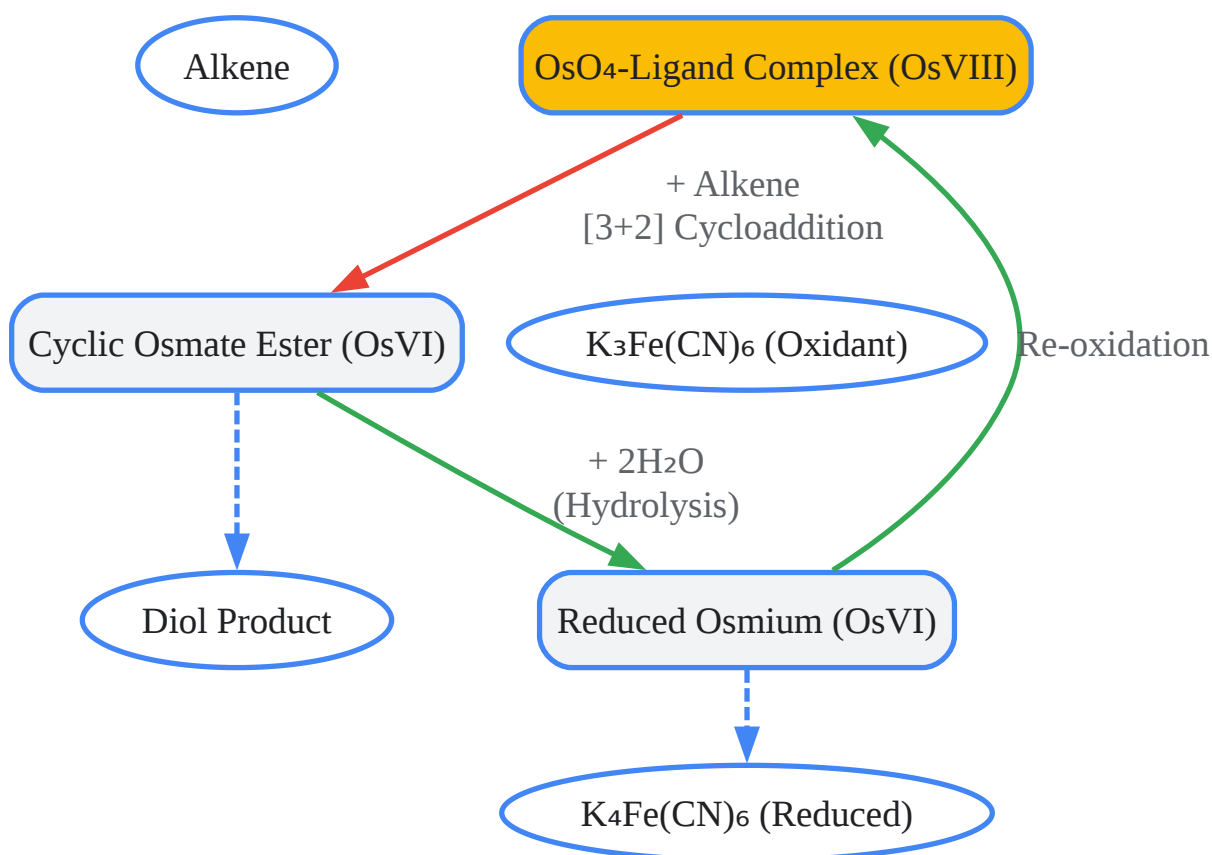 Alkene
OsO₄-Ligand Complex (OsVIII)
+ Alkene
[3+2] Cycloaddition
Cyclic Osmate Ester (OsVI)
K₃Fe(CN)₆ (Oxidant)
Re-oxidation
+ 2H₂O
(Hydrolysis)
Diol Product
Reduced Osmium (OsVI)
K₄Fe(CN)₆ (Reduced)